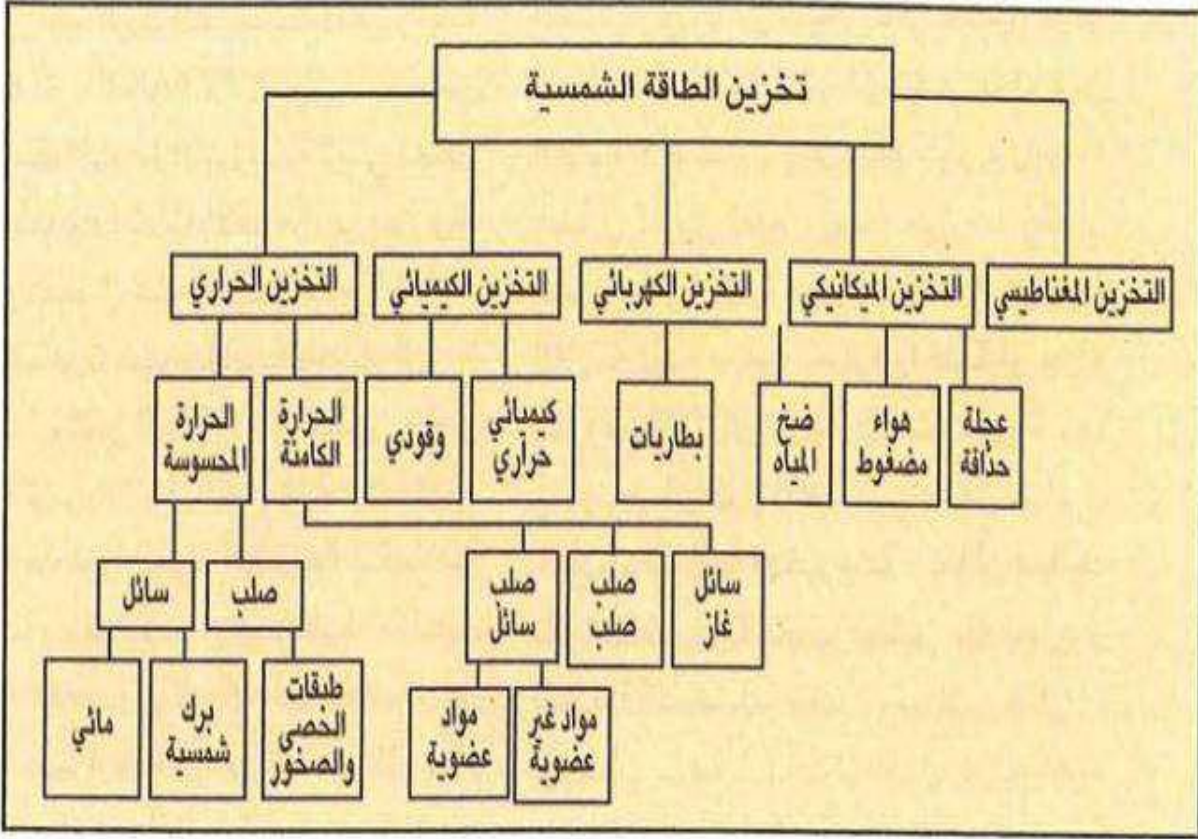 تخزين الطاقة الشمسية
التخزين المغناطيسي
التخزين الميكانيكي
التخزين الكهربائي
التخزين الكيميائي
التخزين الحراري
عجلة
حذافة
هواء
مضغوط
ضخ
المياه
بطاريات
كيميائي
حراري
وقودي
الحرارة
الكامنة
الحرارة
المحسوسة
سائل
غاز
صلب
صلب
صلب
سائل
صلب
سائل
مواد غير
عضوية
مواد
عضوية
طبقات
الحصى
والصخور
برك
شمسية
مائي